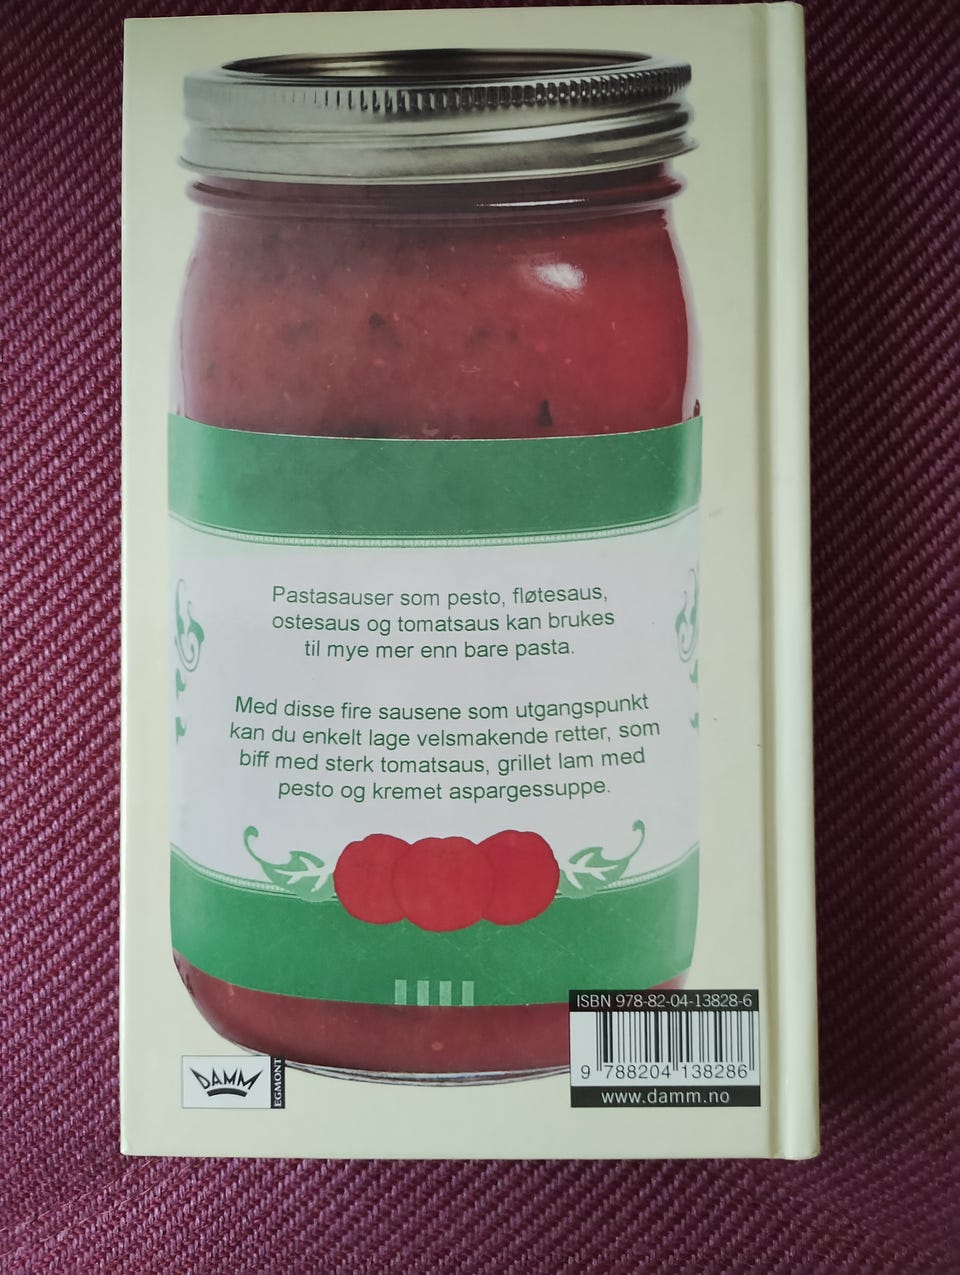 Pastasauser som pesto, fløtesaus,
ostesaus og tomatsaus kan brukes
til mye mer enn bare pasta.
Med disse fire sausene som utgangspunkt
kan du enkelt lage velsmakende retter, som
biff med sterk tomatsaus, grillet lam med
pesto og kremet aspargessuppe.
DAMM
EGMONT
ISBN 978-82-04-13828-6
9 788204 138286
www.damm.no